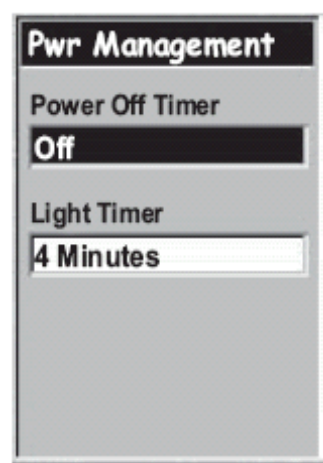 Pwr Management
Power Off Timer
Off
Light Timer
4 Minutes